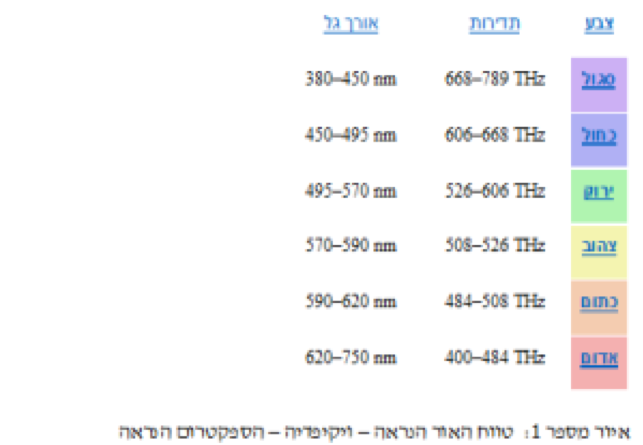 צבע תדירות אורך גל
סגול 668–789 THz 380–450 nm
כחול 606–668 THz 450–495 nm
ירוק 526–606 THz 495–570 nm
צהוב 508–526 THz 570–590 nm
כתום 484–508 THz 590–620 nm
אדום 400–484 THz 620–750 nm
איור מספר 1: טווח האור הנראה – ויקיפדיה – הספקטרום הנראה